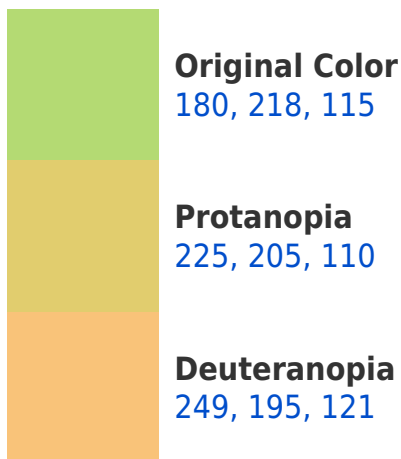 Original Color
180, 218, 115
Protanopia
225, 205, 110
Deuteranopia
249, 195, 121